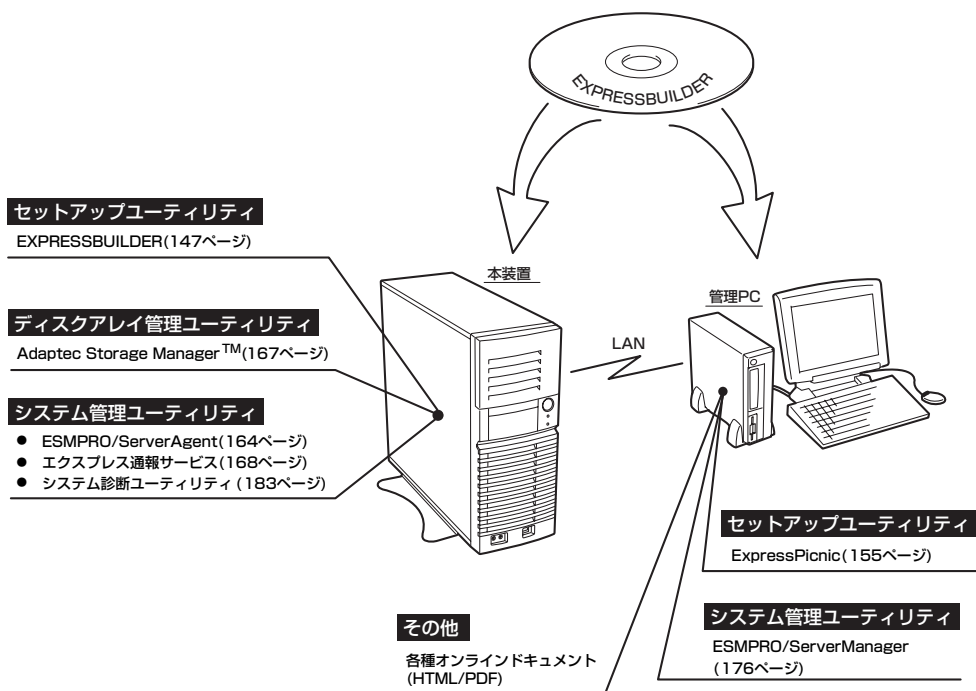 EXPRESSBUILDER
セットアップユーティリティ
EXPRESSBUILDER(147ページ)
ディスクアレイ管理ユーティリティ
Adaptec Storage Manager™(167ページ)
システム管理ユーティリティ
● ESMPRO/ServerAgent(164ページ)
● エクスプレス通報サービス(168ページ)
● システム診断ユーティリティ(183ページ)
本装置
LAN
管理PC
セットアップユーティリティ
ExpressPicnic(155ページ)
システム管理ユーティリティ
ESMPRO/ServerManager
(176ページ)
その他
各種オンラインドキュメント
(HTML/PDF)